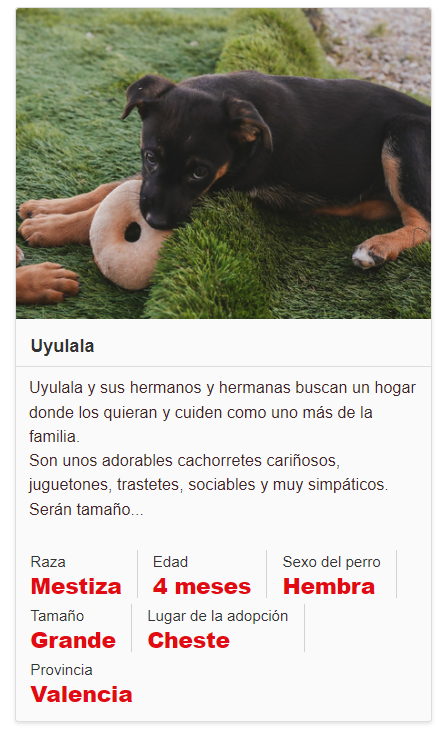 Uyulala
Uyulala y sus hermanos y hermanas buscan un hogar
donde los quieran y cuiden como uno más de la
familia.
Son unos adorables cachorretes cariñosos,
juguetones, trastetes, sociables y muy simpáticos.
Serán tamaño...
Raza
Mestiza
Edad
4 meses
Sexo del perro
Hembra
Tamaño
Grande
Lugar de la adopción
Cheste
Provincia
Valencia